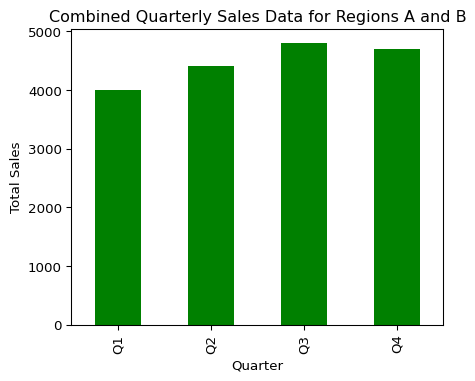 Combined Quarterly Sales Data for Regions A and B
5000
4000
3000
2000
1000
0
Total Sales
Q1
Q2
Q3
Q4
Quarter